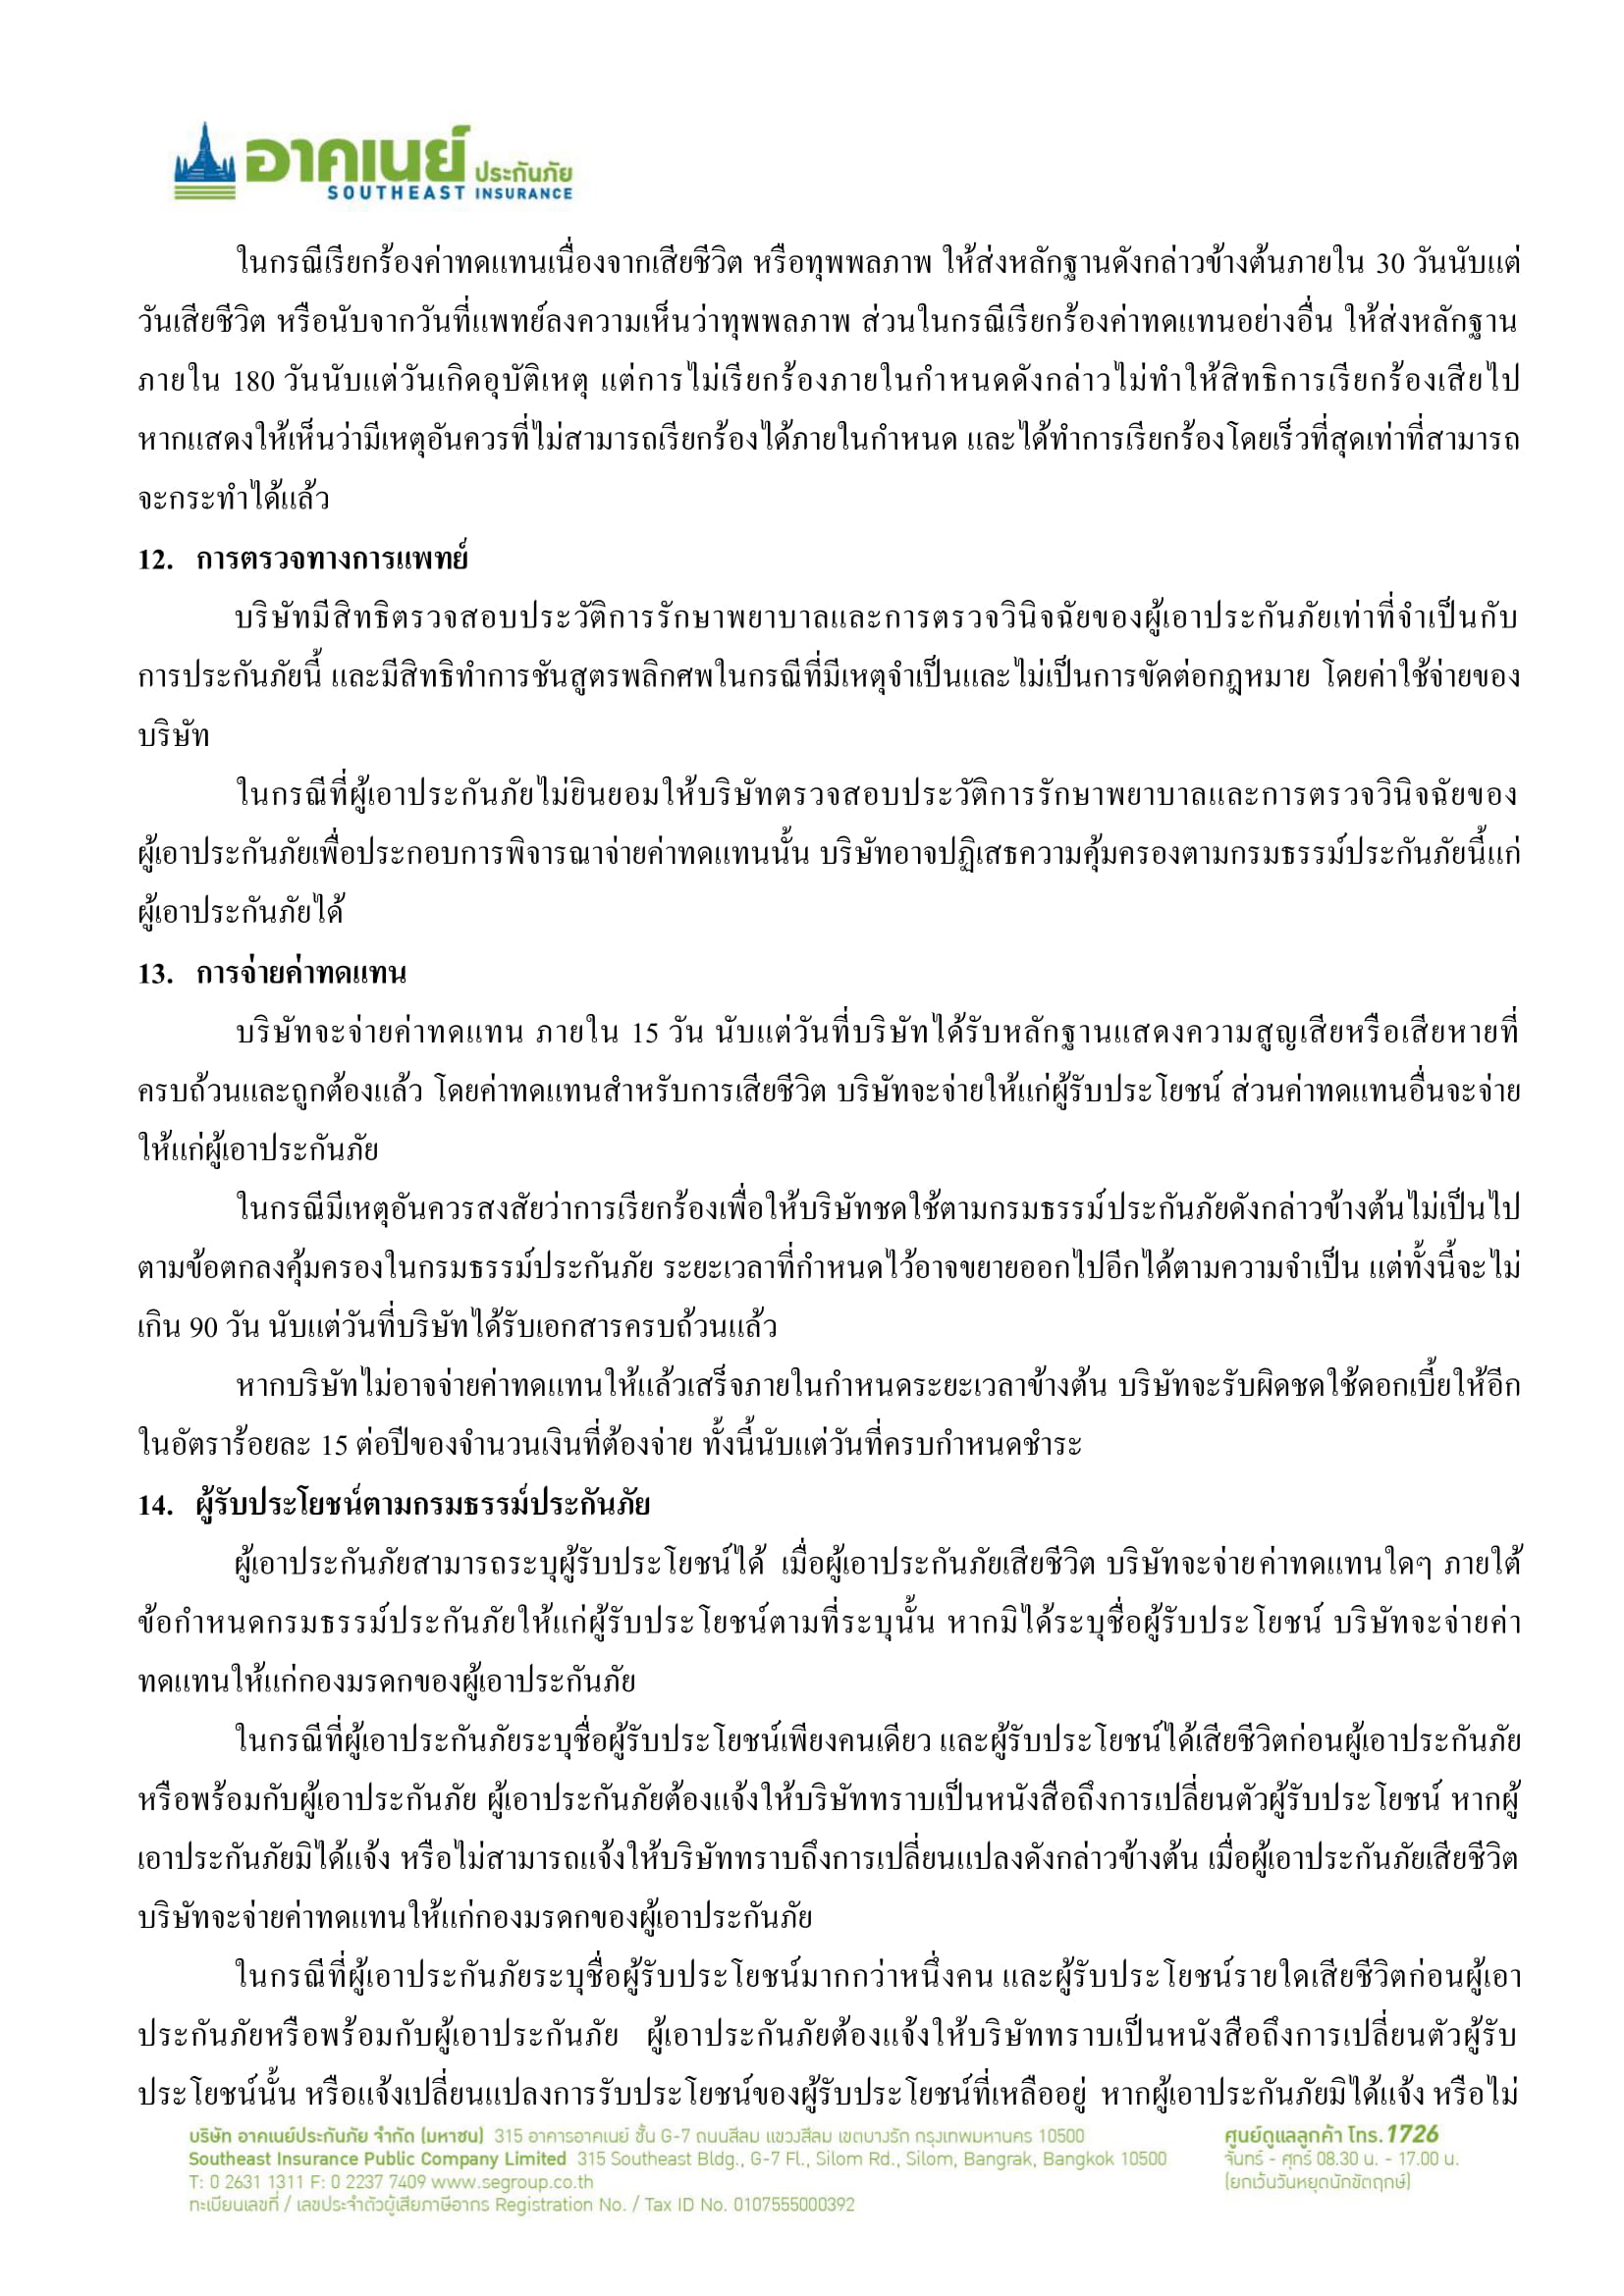 อาคเนย์ ประกันภัย
SOUTHEAST INSURANCE
ในกรณีเรียกร้องค่าทดแทนเนื่องจากเสียชีวิต หรือทุพพลภาพ ให้ส่งหลักฐานดังกล่าวข้างต้นภายใน 30 วันนับแต่
วันเสียชีวิต หรือนับจากวันที่แพทย์ลงความเห็นว่าทุพพลภาพ ส่วนในกรณีเรียกร้องค่าทดแทนอย่างอื่น ให้ส่งหลักฐาน
ภายใน 180 วันนับแต่วันเกิดอุบัติเหตุ แต่การไม่เรียกร้องภายในกำหนดดังกล่าวไม่ทำให้สิทธิการเรียกร้องเสียไป
หากแสดงให้เห็นว่ามีเหตุอันควรที่ไม่สามารถเรียกร้องได้ภายในกำหนด และได้ทำการเรียกร้องโดยเร็วที่สุดเท่าที่สามารถ
จะกระทำได้แล้ว
12. การตรวจทางการแพทย์
บริษัทมีสิทธิตรวจสอบประวัติการรักษาพยาบาลและการตรวจวินิจฉัยของผู้เอาประกันภัยเท่าที่จำเป็นกับ
การประกันภัยนี้ และมีสิทธิทำการชันสูตรพลิกศพในกรณีที่มีเหตุจำเป็นและไม่เป็นการขัดต่อกฎหมาย โดยค่าใช้จ่ายของ
บริษัท
ในกรณีที่ผู้เอาประกันภัยไม่ยินยอมให้บริษัทตรวจสอบประวัติการรักษาพยาบาลและการตรวจวินิจฉัยของ
ผู้เอาประกันภัยเพื่อประกอบการพิจารณาจ่ายค่าทดแทนนั้น บริษัทอาจปฏิเสธความคุ้มครองตามกรมธรรม์ประกันภัยนี้แก่
ผู้เอาประกันภัยได้
13. การจ่ายค่าทดแทน
บริษัทจะจ่ายค่าทดแทน ภายใน 15 วัน นับแต่วันที่บริษัทได้รับหลักฐานแสดงความสูญเสียหรือเสียหายที่
ครบถ้วนและถูกต้องแล้ว โดยค่าทดแทนสำหรับการเสียชีวิต บริษัทจะจ่ายให้แก่ผู้รับประโยชน์ ส่วนค่าทดแทนอื่นจะจ่าย
ให้แก่ผู้เอาประกันภัย
ในกรณีมีเหตุอันควรสงสัยว่าการเรียกร้องเพื่อให้บริษัทชดใช้ตามกรมธรรม์ประกันภัยดังกล่าวข้างต้นไม่เป็นไป
ตามข้อตกลงคุ้มครองในกรมธรรม์ประกันภัย ระยะเวลาที่กำหนดไว้อาจขยายออกไปอีกได้ตามความจำเป็น แต่ทั้งนี้จะไม่
เกิน 90 วัน นับแต่วันที่บริษัทได้รับเอกสารครบถ้วนแล้ว
หากบริษัทไม่อาจจ่ายค่าทดแทนให้แล้วเสร็จภายในกำหนดระยะเวลาข้างต้น บริษัทจะรับผิดชดใช้ดอกเบี้ยให้อีก
ในอัตราร้อยละ 15 ต่อปีของจำนวนเงินที่ต้องจ่าย ทั้งนี้นับแต่วันที่ครบกำหนดชำระ
14. ผู้รับประโยชน์ตามกรมธรรม์ประกันภัย
ผู้เอาประกันภัยสามารถระบุผู้รับประโยชน์ได้ เมื่อผู้เอาประกันภัยเสียชีวิต บริษัทจะจ่ายค่าทดแทนใดๆ ภายใต้
ข้อกำหนดกรมธรรม์ประกันภัยให้แก่ผู้รับประโยชน์ตามที่ระบุนั้น หากมิได้ระบุชื่อผู้รับประโยชน์ บริษัทจะจ่ายค่า
ทดแทนให้แก่กองมรดกของผู้เอาประกันภัย
ในกรณีที่ผู้เอาประกันภัยระบุชื่อผู้รับประโยชน์เพียงคนเดียว และผู้รับประโยชน์ได้เสียชีวิตก่อนผู้เอาประกันภัย
หรือพร้อมกับผู้เอาประกันภัย ผู้เอาประกันภัยต้องแจ้งให้บริษัททราบเป็นหนังสือถึงการเปลี่ยนตัวผู้รับประโยชน์ หากผู้
เอาประกันภัยมิได้แจ้ง หรือไม่สามารถแจ้งให้บริษัททราบถึงการเปลี่ยนแปลงดังกล่าวข้างต้น เมื่อผู้เอาประกันภัยเสียชีวิต
บริษัทจะจ่ายค่าทดแทนให้แก่กองมรดกของผู้เอาประกันภัย
ในกรณีที่ผู้เอาประกันภัยระบุชื่อผู้รับประโยชน์มากกว่าหนึ่งคน และผู้รับประโยชน์รายใดเสียชีวิตก่อนผู้เอา
ประกันภัยหรือพร้อมกับผู้เอาประกันภัย ผู้เอาประกันภัยต้องแจ้งให้บริษัททราบเป็นหนังสือถึงการเปลี่ยนตัวผู้รับ
ประโยชน์นั้น หรือแจ้งเปลี่ยนแปลงการรับประโยชน์ของผู้รับประโยชน์ที่เหลืออยู่ หากผู้เอาประกันภัยมิได้แจ้ง หรือไม่
บริษัท อาคเนย์ประกันภัย จำกัด (มหาชน) 315 อาคารอาคเนย์ ชั้น G-7 ถนนสีลม แขวงสีลม เขตบางรัก กรุงเทพมหานคร 10500
Southeast Insurance Public Company Limited 315 Southeast Bldg., G-7 Fl., Silom Rd., Silom, Bangrak, Bangkok 10500
T: 0 2631 1311 F: 0 2237 7409 www.segroup.co.th
ทะเบียนเลขที่ / เลขประจำตัวผู้เสียภาษีอากร Registration No. / Tax ID No. 0107555000392
ศูนย์ดูแลลูกค้า โทร.1726
จันทร์ - ศุกร์ 08.30 น. - 17.00 น.
(ยกเว้นวันหยุดนักขัตฤกษ์)